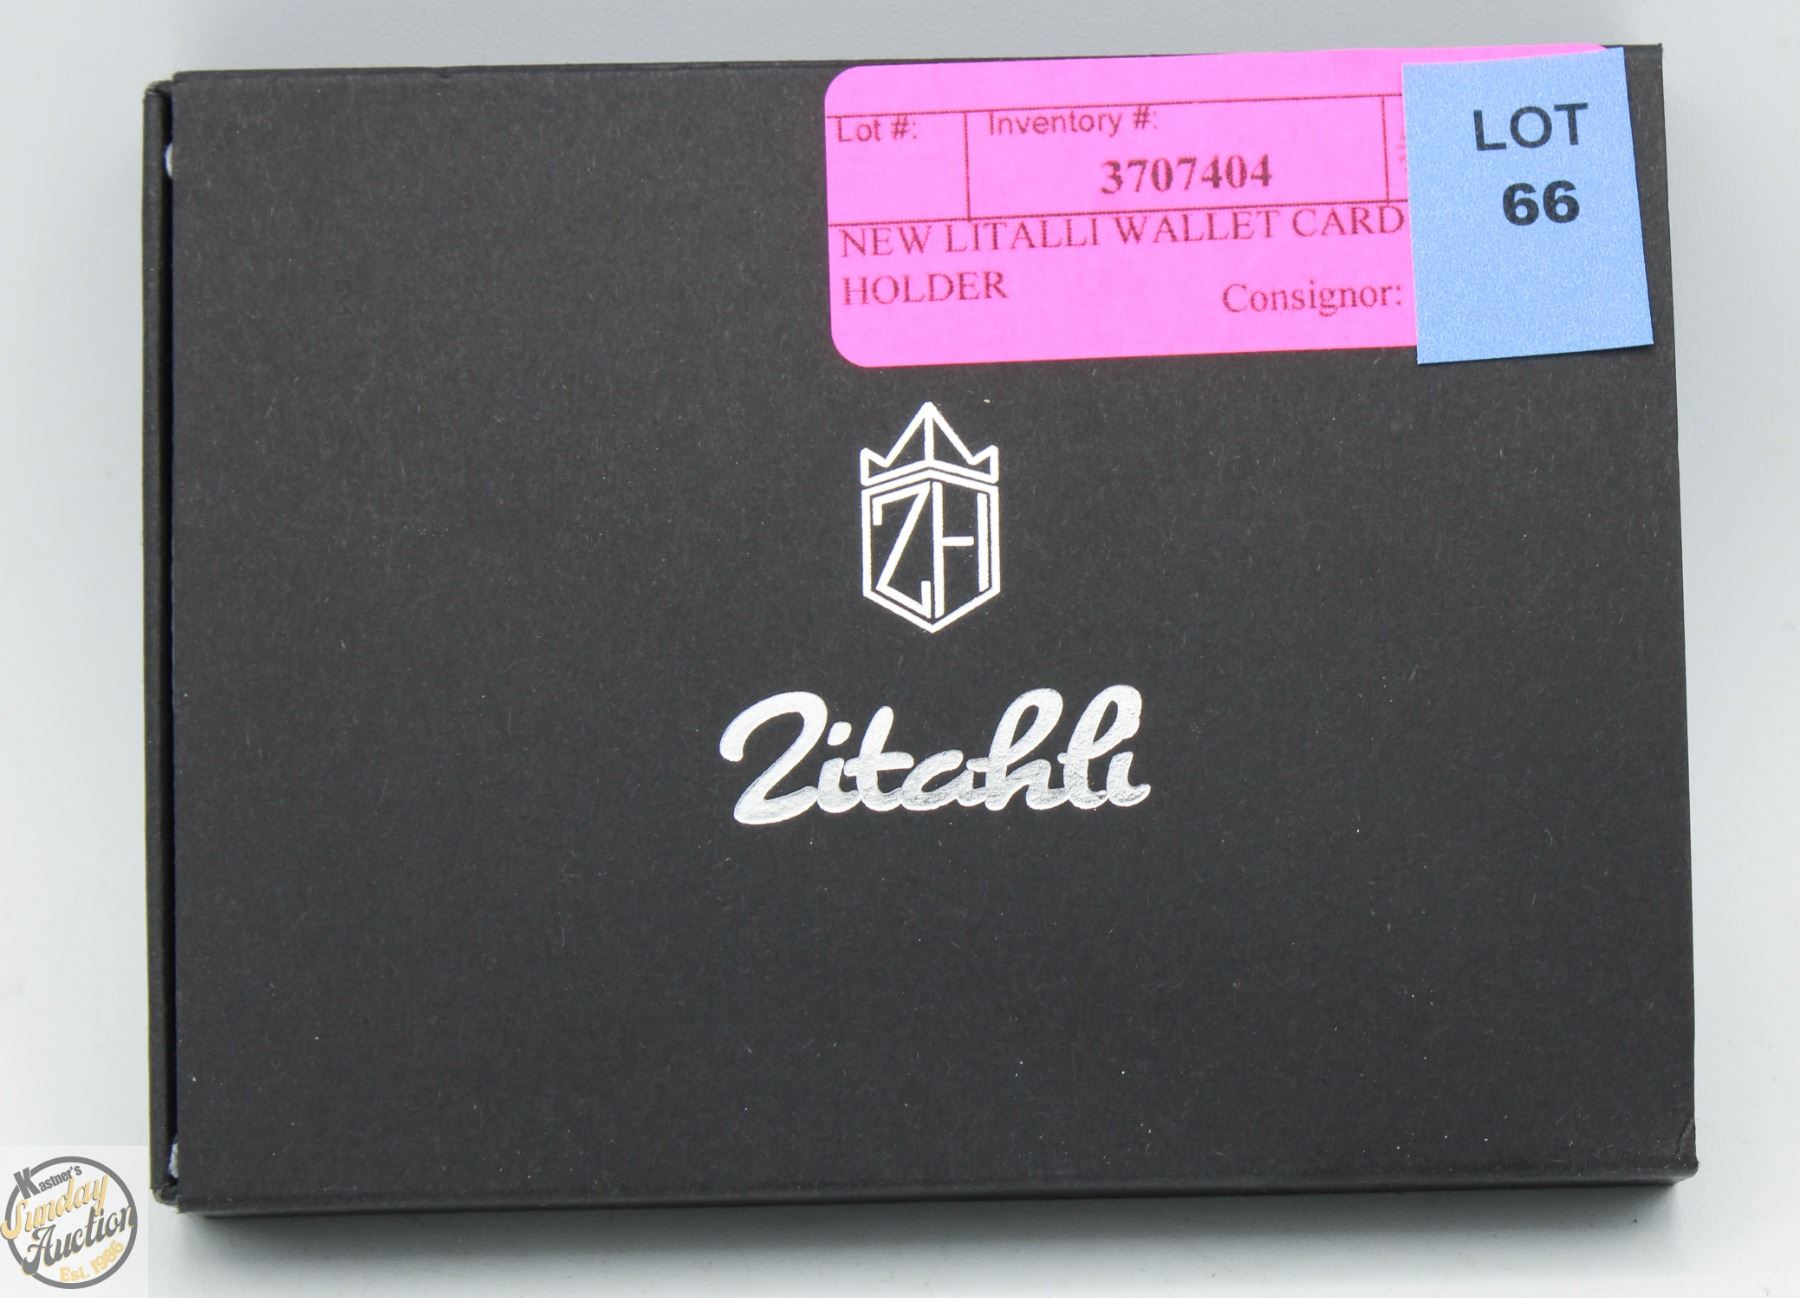 Lot #:
Inventory #:
3707404
NEW LITALLI WALLET CARD
HOLDER
Consignor:
LOT
66
ZH
Zitahli
Kastner's
Sunday
Auction
Est. 1986